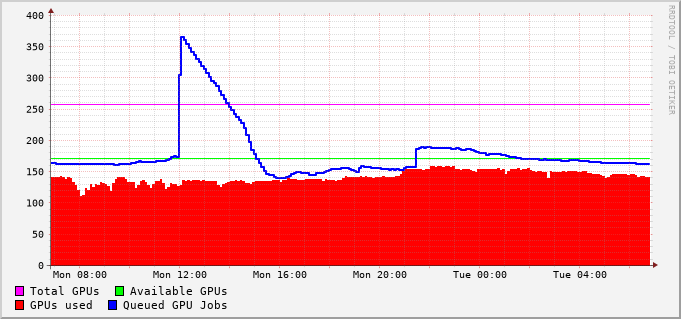 400
350
300
250
200
150
100
50
0
Mon 08:00 Mon 12:00 Mon 16:00 Mon 20:00 Tue 00:00 Tue 04:00
Total GPUs Available GPUs
GPUs used Queued GPU Jobs
RRDTOOL / TOBI OETIKER